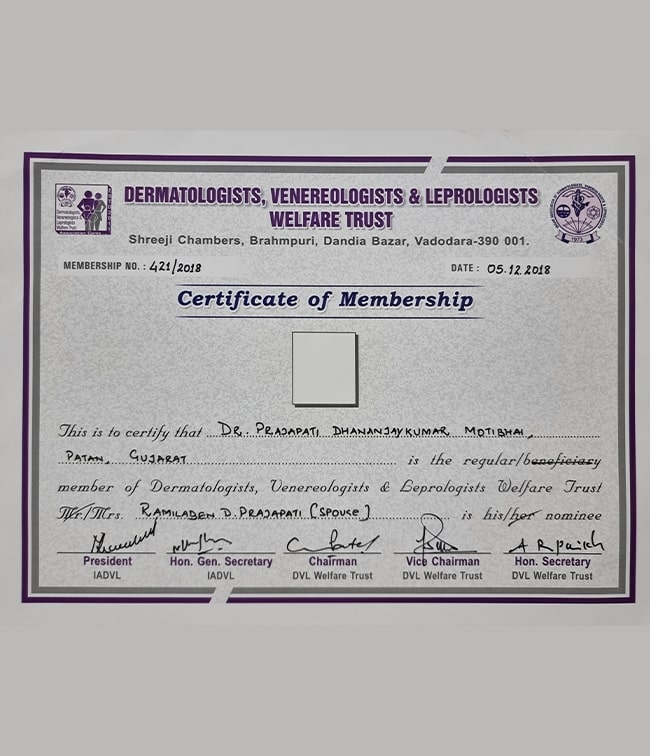 DERMATOLOGISTS, VENEREOLOGISTS & LEPROLOGISTS
WELFARE TRUST
Shreeji Chambers, Brahmpuri, Dandia Bazar, Vadodara-390 001.
MEMBERSHIP NO. : 421/2018 DATE : 05.12.2018
Certificate of Membership
This is to certify that DR. PRAJAPATI DHANANJAYKUMAR MOTIBHAI,
PATAN, GUJARAT is the regular/beneficiary
member of Dermatologists, Venereologists & Leprologists Welfare Trust
Mr/Mrs. RAMILABEN D. PRAJAPATI (SPOUSE) is his/her nominee
President Hon. Gen. Secretary Chairman Vice Chairman Hon. Secretary
IADVL IADVL DVL Welfare Trust DVL Welfare Trust DVL Welfare Trust